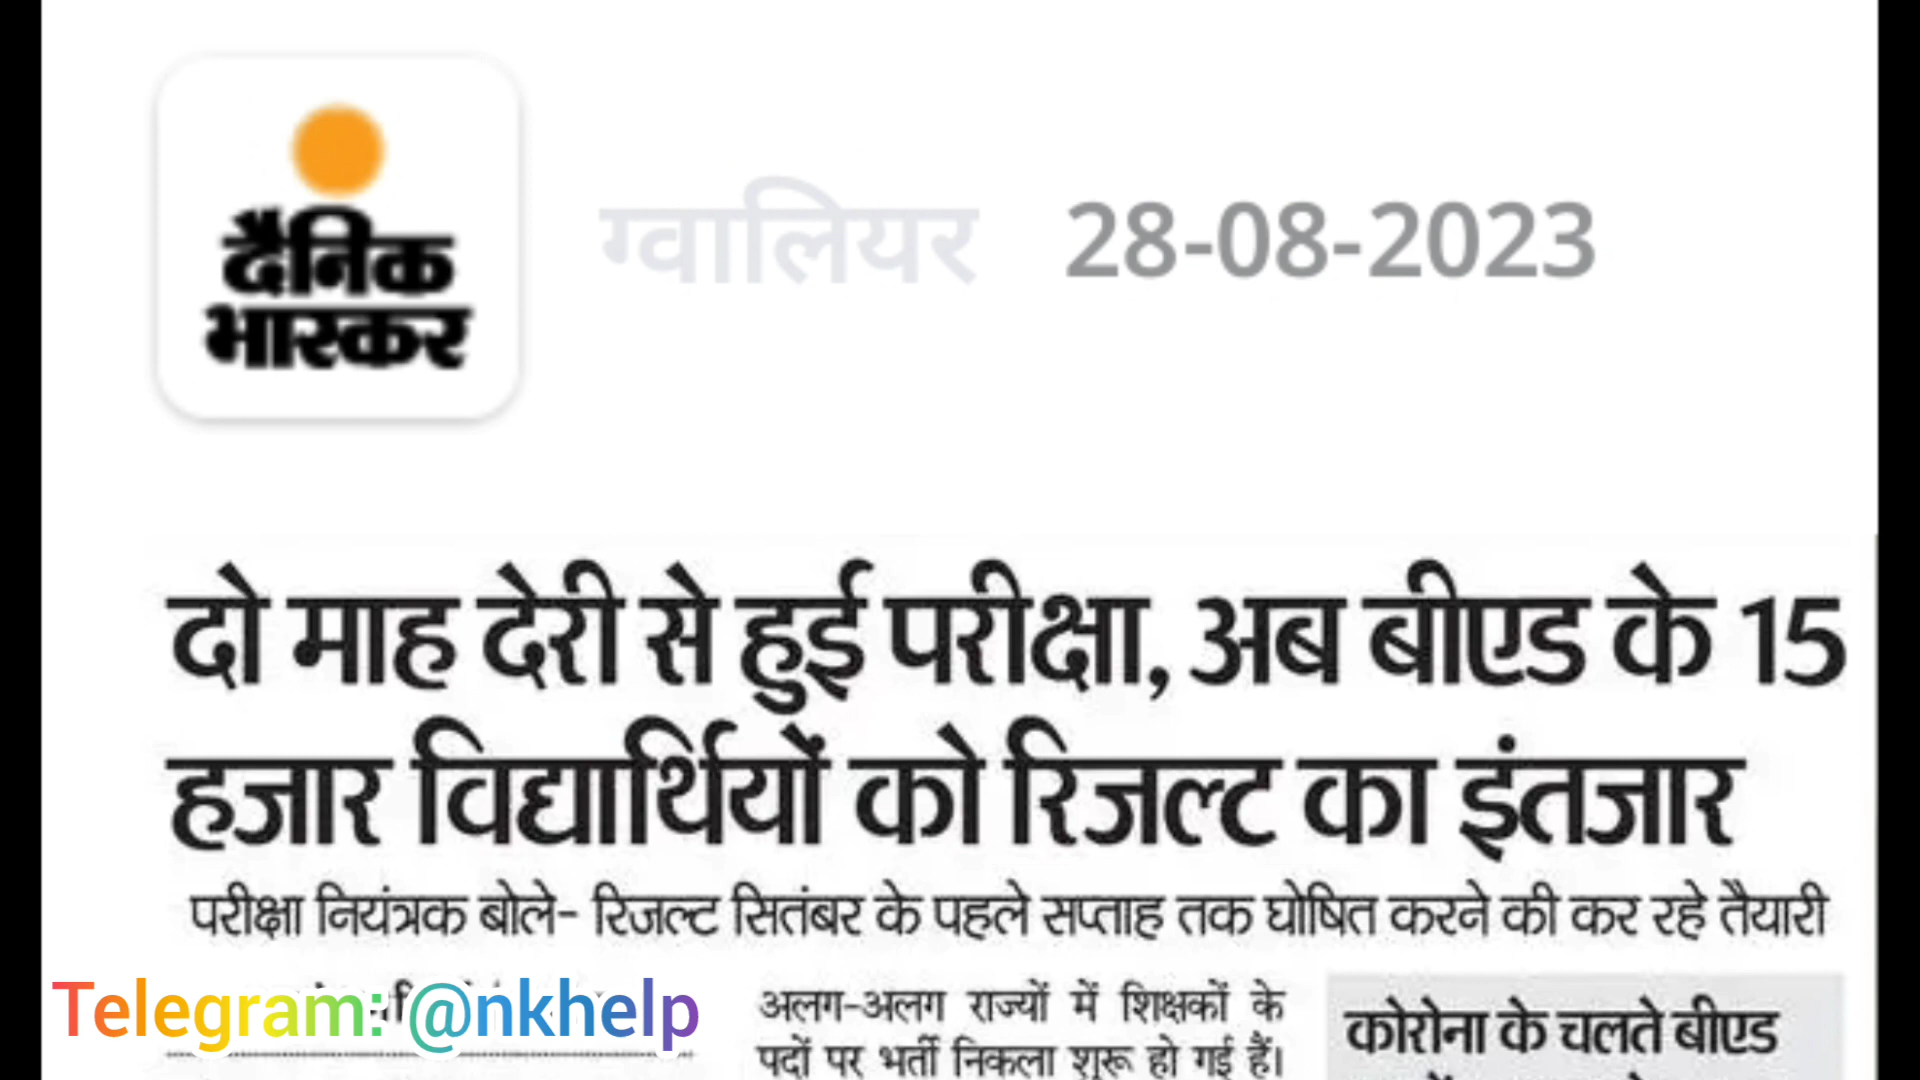 दैनिक
भास्कर
ग्वालियर 28-08-2023
दो माह देरी से हुई परीक्षा, अब बीएड के 15
हजार विद्यार्थियों को रिजल्ट का इंतजार
परीक्षा नियंत्रक बोले- रिजल्ट सितंबर के पहले सप्ताह तक घोषित करने की कर रहे तैयारी
Telegram: @nkhelp
अलग-अलग राज्यों में शिक्षकों के
पदों पर भर्ती निकला शुरू हो गई हैं।
कोरोना के चलते बीएड